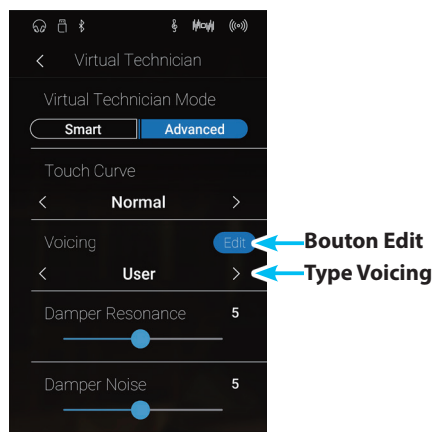 Virtual Technician
Virtual Technician Mode
Smart Advanced
Touch Curve
Normal
Voicing Edit
Bouton Edit
User
Type Voicing
Damper Resonance 5
Damper Noise 5